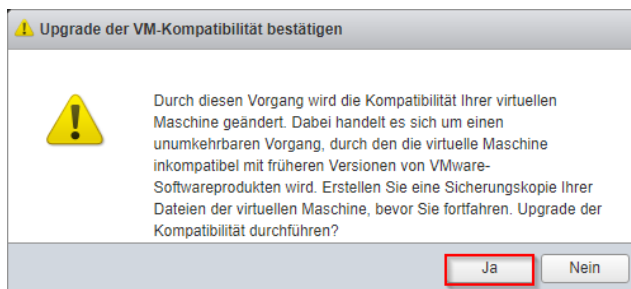 Upgrade der VM-Kompatibilität bestätigen
Durch diesen Vorgang wird die Kompatibilität Ihrer virtuellen
Maschine geändert. Dabei handelt es sich um einen
unumkehrbaren Vorgang, durch den die virtuelle Maschine
inkompatibel mit früheren Versionen von VMware-
Softwareprodukten wird. Erstellen Sie eine Sicherungskopie Ihrer
Dateien der virtuellen Maschine, bevor Sie fortfahren. Upgrade der
Kompatibilität durchführen?
Ja Nein